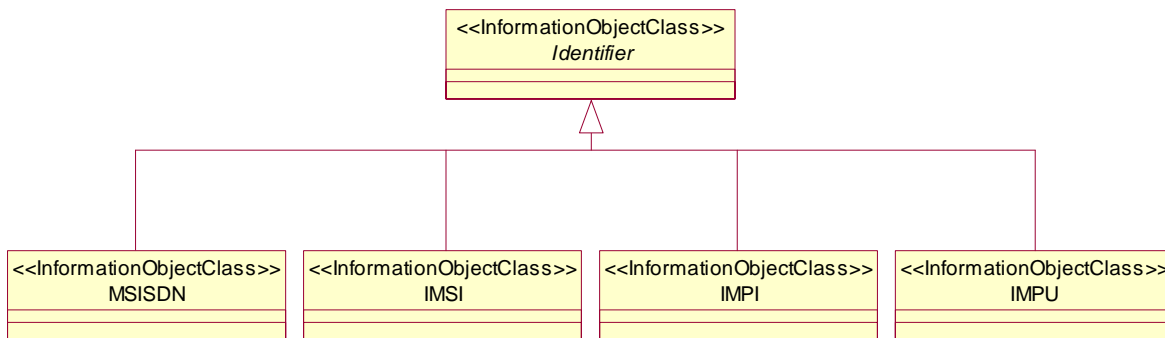 <<InformationObjectClass>>
Identifier
<<InformationObjectClass>>
MSISDN
<<InformationObjectClass>>
IMSI
<<InformationObjectClass>>
IMPI
<<InformationObjectClass>>
IMPU